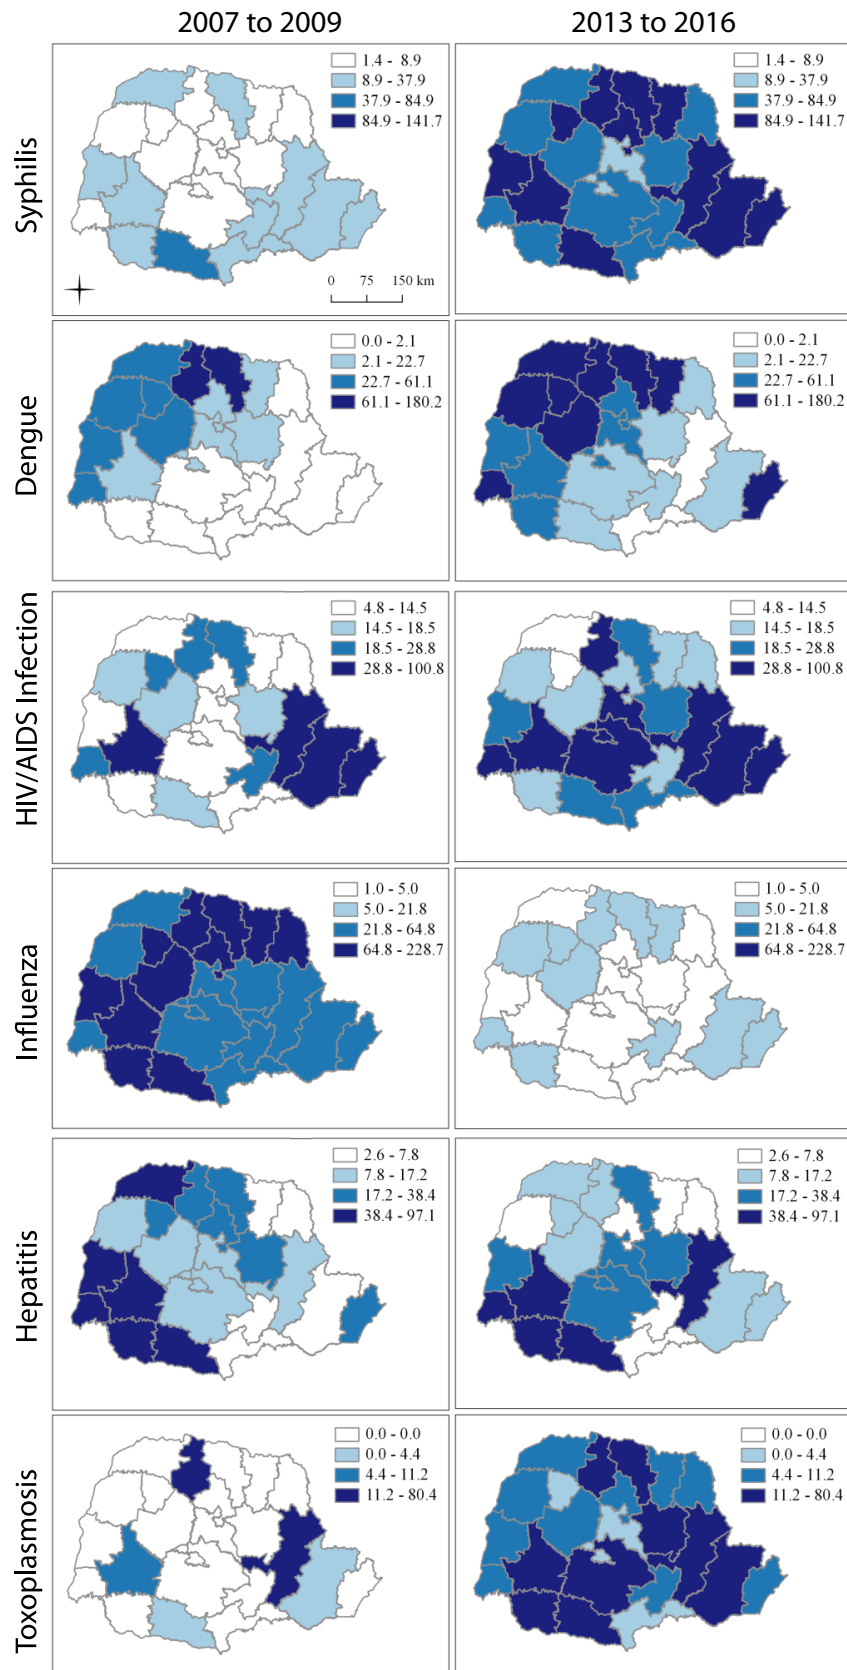 2007 to 2009
2013 to 2016
Syphilis
1.4 - 8.9
8.9 - 37.9
37.9 - 84.9
84.9 - 141.7
0 75 150 km
1.4 - 8.9
8.9 - 37.9
37.9 - 84.9
84.9 - 141.7
Dengue
0.0 - 2.1
2.1 - 22.7
22.7 - 61.1
61.1 - 180.2
0.0 - 2.1
2.1 - 22.7
22.7 - 61.1
61.1 - 180.2
HIV/AIDS Infection
4.8 - 14.5
14.5 - 18.5
18.5 - 28.8
28.8 - 100.8
4.8 - 14.5
14.5 - 18.5
18.5 - 28.8
28.8 - 100.8
Influenza
1.0 - 5.0
5.0 - 21.8
21.8 - 64.8
64.8 - 228.7
1.0 - 5.0
5.0 - 21.8
21.8 - 64.8
64.8 - 228.7
Hepatitis
2.6 - 7.8
7.8 - 17.2
17.2 - 38.4
38.4 - 97.1
2.6 - 7.8
7.8 - 17.2
17.2 - 38.4
38.4 - 97.1
Toxoplasmosis
0.0 - 0.0
0.0 - 4.4
4.4 - 11.2
11.2 - 80.4
0.0 - 0.0
0.0 - 4.4
4.4 - 11.2
11.2 - 80.4